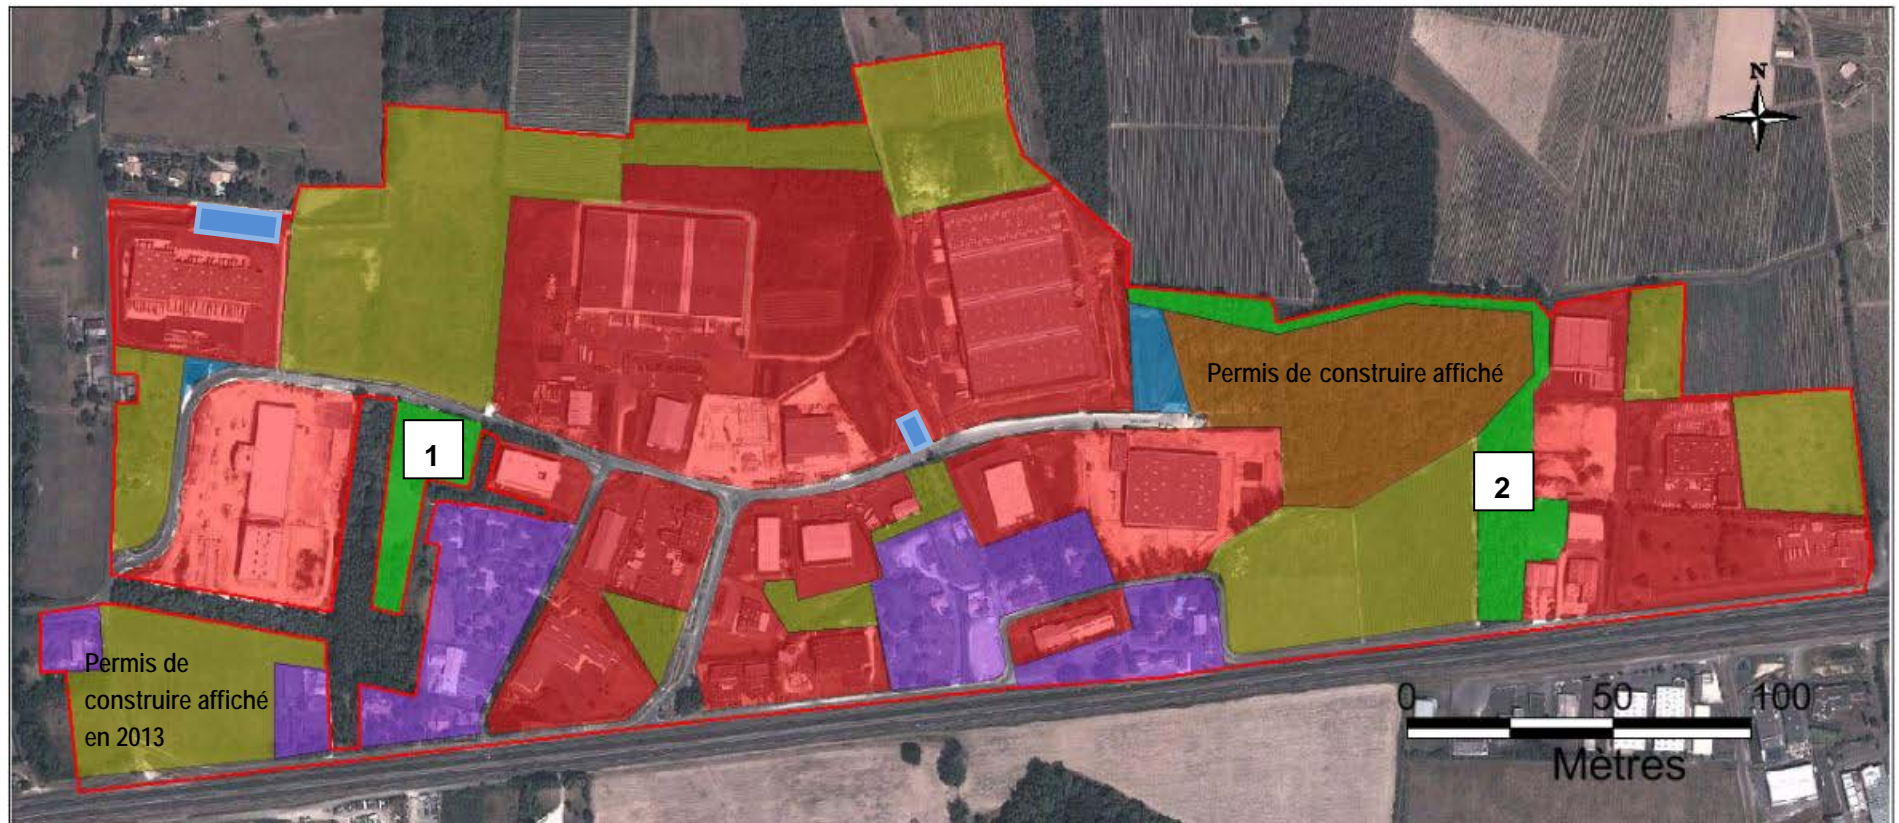 N
Permis de construire affiché
1
2
Permis de
construire affiché
en 2013
0 50 100
Mètres